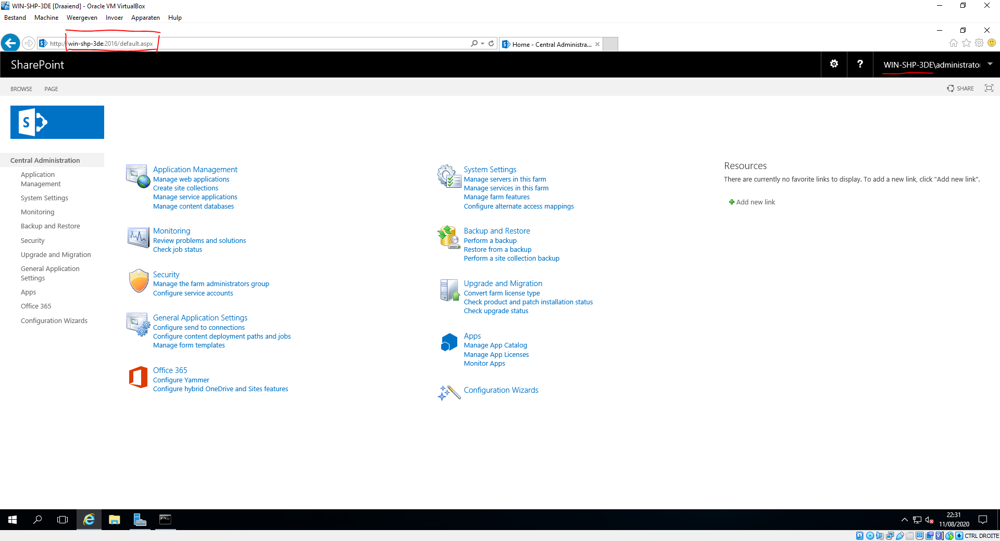 WIN-SHP-3DE [Draaiend] - Oracle VM VirtualBox
Bestand Machine Weergeven Invoer Apparaten Hulp
http://win-shp-3de:2016/default.aspx
Home - Central Administra...
SharePoint
?
WIN-SHP-3DE\administrato
BROWSE PAGE
SHARE
S
Central Administration
Application
Management
System Settings
Monitoring
Backup and Restore
Security
Upgrade and Migration
General Application
Settings
Apps
Office 365
Configuration Wizards
Application Management
Manage web applications
Create site collections
Manage service applications
Manage content databases
Monitoring
Review problems and solutions
Check job status
Security
Manage the farm administrators group
Configure service accounts
General Application Settings
Configure send to connections
Configure content deployment paths and jobs
Manage form templates
Office 365
Configure Yammer
Configure hybrid OneDrive and Sites features
System Settings
Manage servers in this farm
Manage services in this farm
Manage farm features
Configure alternate access mappings
Backup and Restore
Perform a backup
Restore from a backup
Perform a site collection backup
Upgrade and Migration
Convert farm license type
Check product and patch installation status
Check upgrade status
Apps
Manage App Catalog
Manage App Licenses
Monitor Apps
Configuration Wizards
Resources
There are currently no favorite links to display. To add a new link, click "Add new link".
Add new link
22:31
11/08/2020
CTRL DROITE